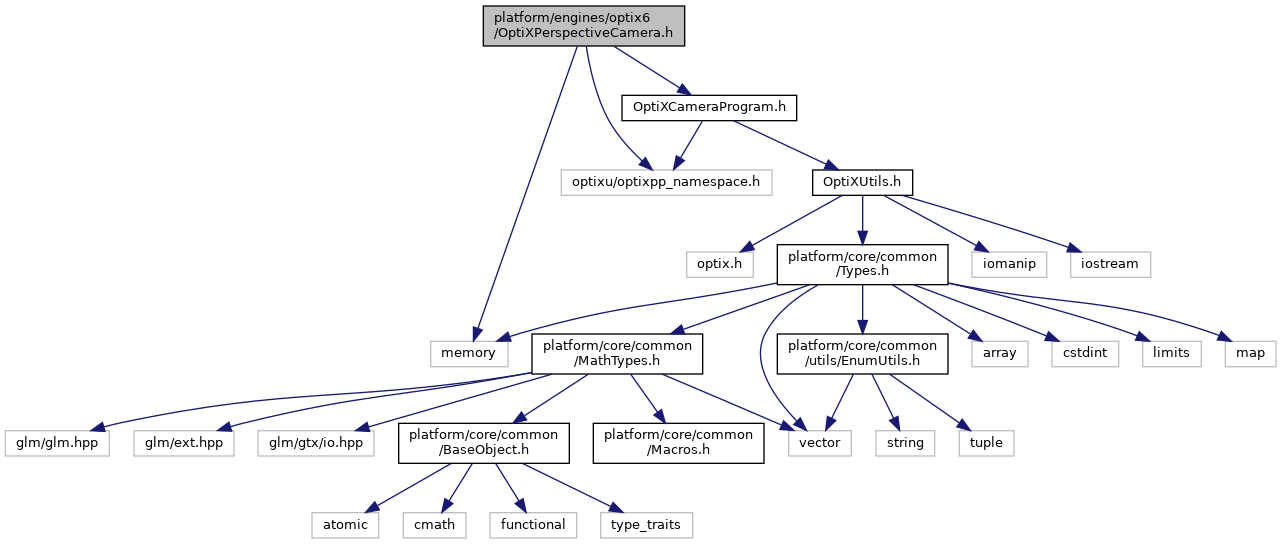 platform/engines/optix6
/OptiXPerspectiveCamera.h
OptiXCameraProgram.h
optixu/optixpp_namespace.h
OptiXUtils.h
optix.h
platform/core/common
/Types.h
iomanip
iostream
memory
platform/core/common
/MathTypes.h
platform/core/common
/utils/EnumUtils.h
array
cstdint
limits
map
glm/glm.hpp
glm/ext.hpp
glm/gtx/io.hpp
platform/core/common
/BaseObject.h
platform/core/common
/Macros.h
vector
string
tuple
atomic
cmath
functional
type_traits